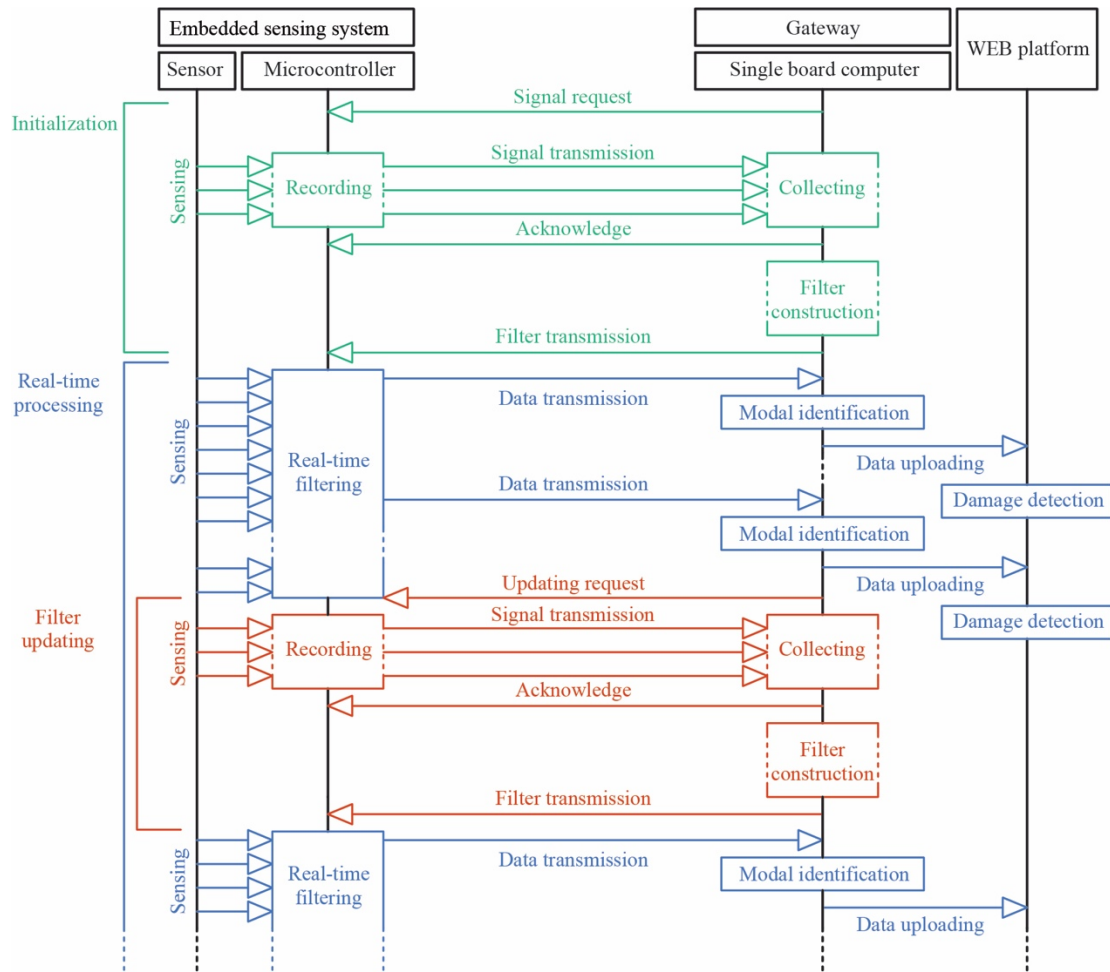 Embedded sensing system
Gateway
WEB platform
Sensor
Microcontroller
Single board computer
Signal request
Initialization
Signal transmission
Sensing
Recording
Collecting
Acknowledge
Filter
construction
Filter transmission
Real-time
processing
Data transmission
Modal identification
Sensing
Data uploading
Real-time
filtering
Data transmission
Damage detection
Modal identification
Data uploading
Updating request
Filter
updating
Signal transmission
Damage detection
Sensing
Recording
Collecting
Acknowledge
Filter
construction
Filter transmission
Data transmission
Sensing
Real-time
filtering
Modal identification
Data uploading